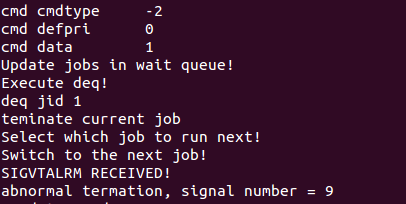 cmd cmdtype     -2
cmd defpri      0
cmd data        1
Update jobs in wait queue!
Execute deq!
deq jid 1
teminate current job
Select which job to run next!
Switch to the next job!
SIGVTALRM RECEIVED!
abnormal termation, signal number = 9